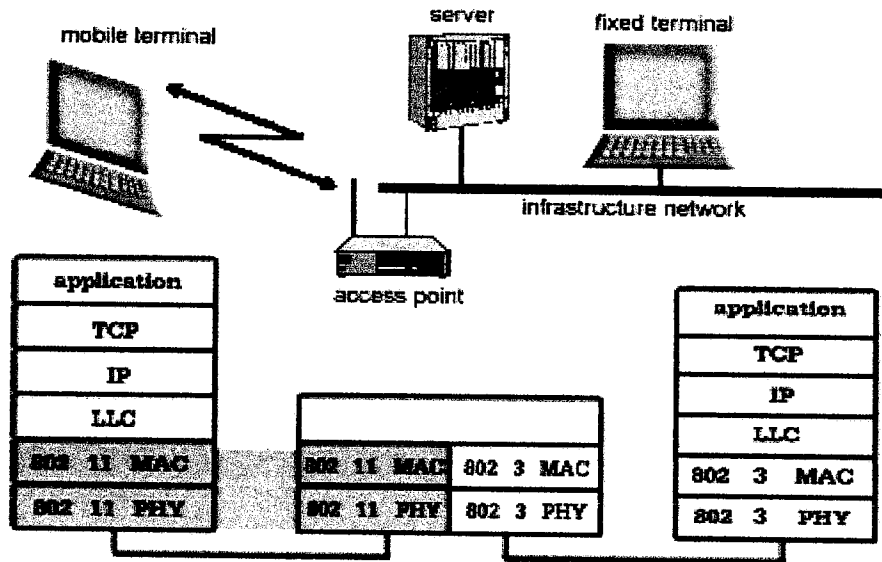 server
fixed terminal
mobile terminal
infrastructure network
access point
application
TCP
IP
LLC
802 11 MAC
802 11 PHY
802 11 MAC
802 3 MAC
802 11 PHY
802 3 PHY
application
TCP
IP
LLC
802 3 MAC
802 3 PHY